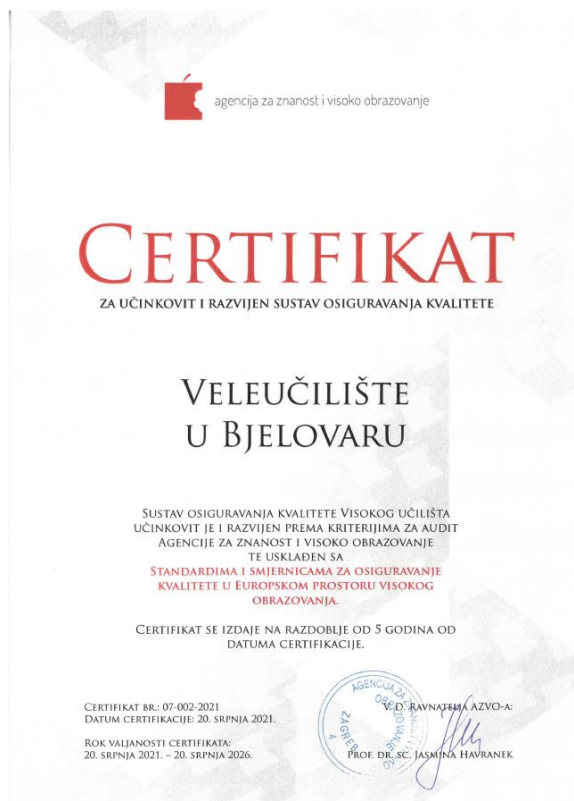 agencija za znanost i visoko obrazovanje
CERTIFIKAT
ZA UČINKOVIT I RAZVIJEN SUSTAV OSIGURAVANJA KVALITETE
VELEUČILIŠTE
U BJELOVARU
SUSTAV OSIGURAVANJA KVALITETE VISOKOG UČILIŠTA
UČINKOVIT JE I RAZVIJEN PREMA KRITERIJIMA ZA AUDIT
AGENCIJE ZA ZNANOST I VISOKO OBRAZOVANJE
TE USKLAĐEN SA
STANDARDIMA I SMJERNICAMA ZA OSIGURAVANJE
KVALITETE U EUROPSKOM PROSTORU VISOKOG
OBRAZOVANJA.
CERTIFIKAT SE IZDAJE NA RAZDOBLJE OD 5 GODINA OD
DATUMA CERTIFIKACIJE.
CERTIFIKAT BR.: 07-002-2021
DATUM CERTIFIKACIJE: 20. SRPNJA 2021.
ROK VALJANOSTI CERTIFIKATA:
20. SRPNJA 2021. – 20. SRPNJA 2026.
V. D. RAVNATELJA AZVO-A:
PROF. DR. SC. JASMINA HAVRANEK
AGENCIJA ZA
OBRAZOVANJE
ZAGREB
4